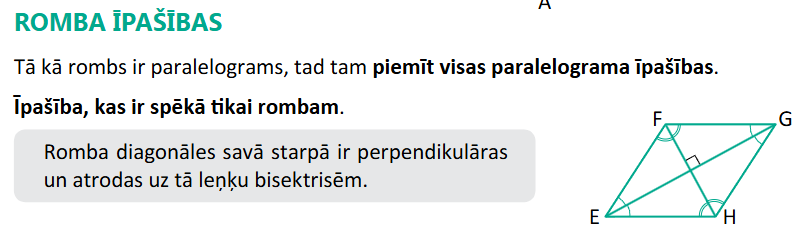 A
ROMBA ĪPAŠĪBAS
Tā kā rombs ir paralelograms, tad tam piemīt visas paralelograma īpašības.
Īpašība, kas ir spēkā tikai rombam.
Romba diagonāles savā starpā ir perpendikulāras
un atrodas uz tā leņķu bisektrisēm.
F
G
E
H